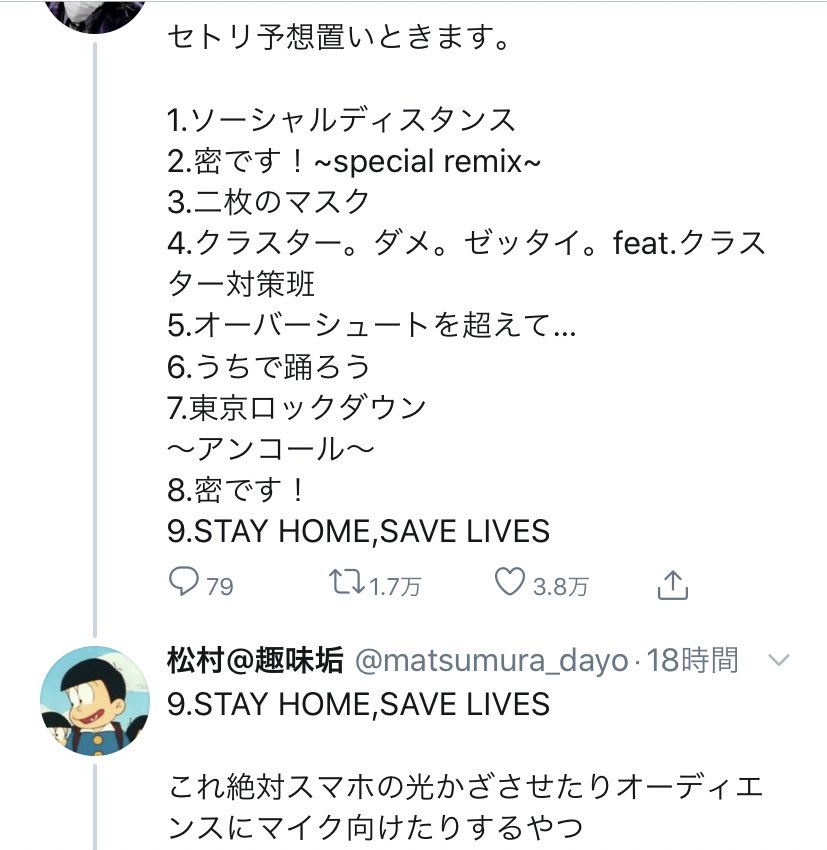 セトリ予想置いときます。
1.ソーシャルディスタンス
2.密です！~special remix~
3.二枚のマスク
4.クラスター。ダメ。ゼッタイ。feat.クラス
ター対策班
5.オーバーシュートを超えて...
6.うちで踊ろう
7.東京ロックダウン
〜アンコール〜
8.密です！
9.STAY HOME,SAVE LIVES
79 1.7万 3.8万
松村@趣味垢 @matsumura_dayo · 18時間
9.STAY HOME,SAVE LIVES
これ絶対スマホの光かざさせたりオーディエ
ンスにマイク向けたりするやつ